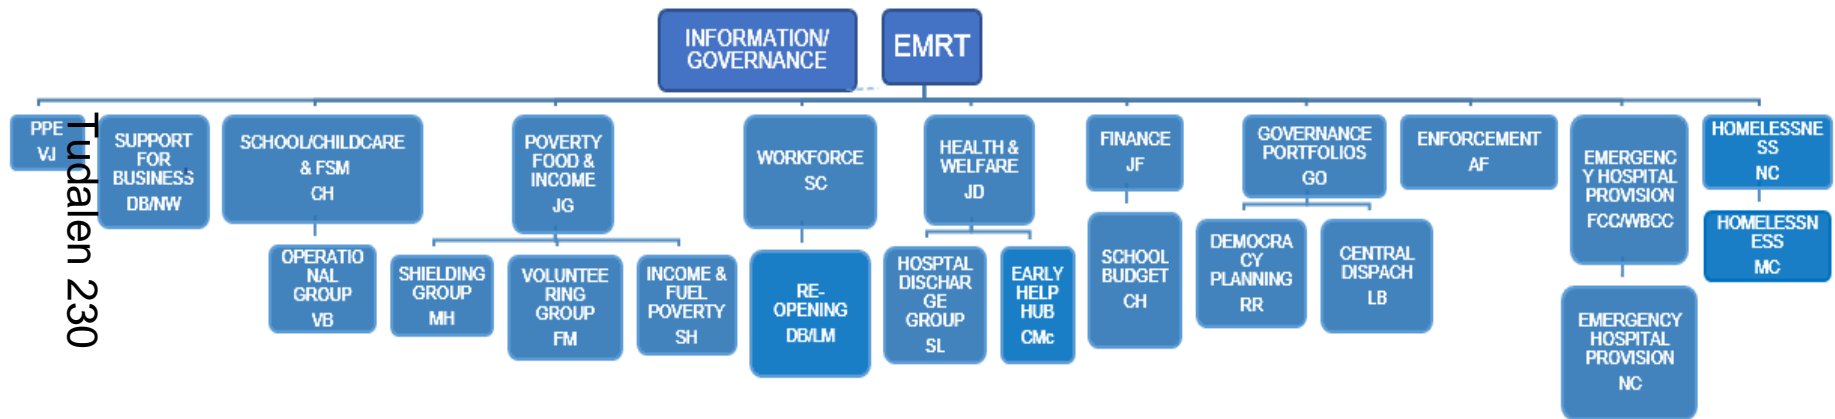 INFORMATION/
GOVERNANCE
EMRT
PPE
VJ
SUPPORT
FOR
BUSINESS
DB/NW
SCHOOL/CHILDCARE
& FSM
CH
POVERTY
FOOD &
INCOME
JG
WORKFORCE
SC
HEALTH &
WELFARE
JD
FINANCE
JF
GOVERNANCE
PORTFOLIOS
GO
ENFORCEMENT
AF
EMERGENC
Y HOSPITAL
PROVISION
FCC/WBCC
HOMELESSNE
SS
NC
OPERATIO
NAL
GROUP
VB
SHIELDING
GROUP
MH
VOLUNTEE
RING
GROUP
FM
INCOME &
FUEL
POVERTY
SH
RE-
OPENING
DB/LM
HOSPTAL
DISCHAR
GE
GROUP
SL
EARLY
HELP
HUB
CMc
SCHOOL
BUDGET
CH
DEMOCRA
CY
PLANNING
RR
CENTRAL
DISPACH
LB
EMERGENCY
HOSPITAL
PROVISION
NC
HOMELESSN
ESS
MC
Tudalen 230